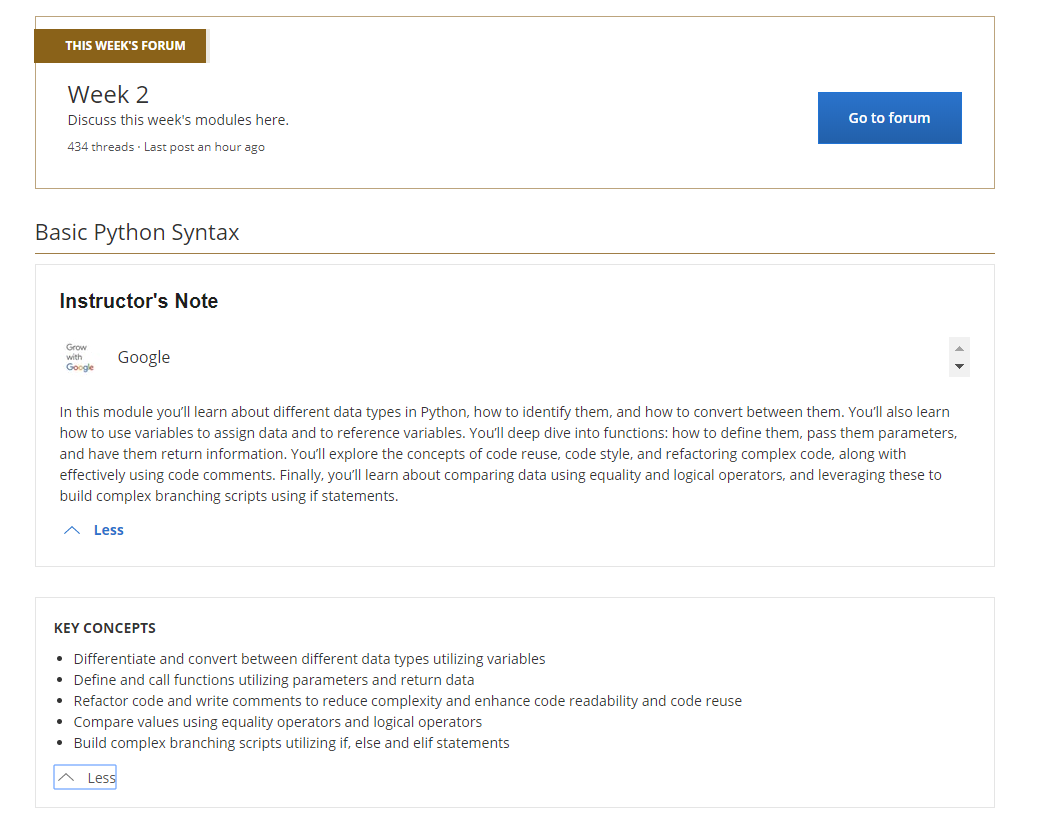 THIS WEEK'S FORUM
Week 2
Discuss this week's modules here.
434 threads · Last post an hour ago
Go to forum
Basic Python Syntax
Instructor's Note
Grow
with
Google
Google
In this module you’ll learn about different data types in Python, how to identify them, and how to convert between them. You’ll also learn
how to use variables to assign data and to reference variables. You’ll deep dive into functions: how to define them, pass them parameters,
and have them return information. You’ll explore the concepts of code reuse, code style, and refactoring complex code, along with
effectively using code comments. Finally, you’ll learn about comparing data using equality and logical operators, and leveraging these to
build complex branching scripts using if statements.
Less
KEY CONCEPTS
• Differentiate and convert between different data types utilizing variables
• Define and call functions utilizing parameters and return data
• Refactor code and write comments to reduce complexity and enhance code readability and code reuse
• Compare values using equality operators and logical operators
• Build complex branching scripts utilizing if, else and elif statements
Less